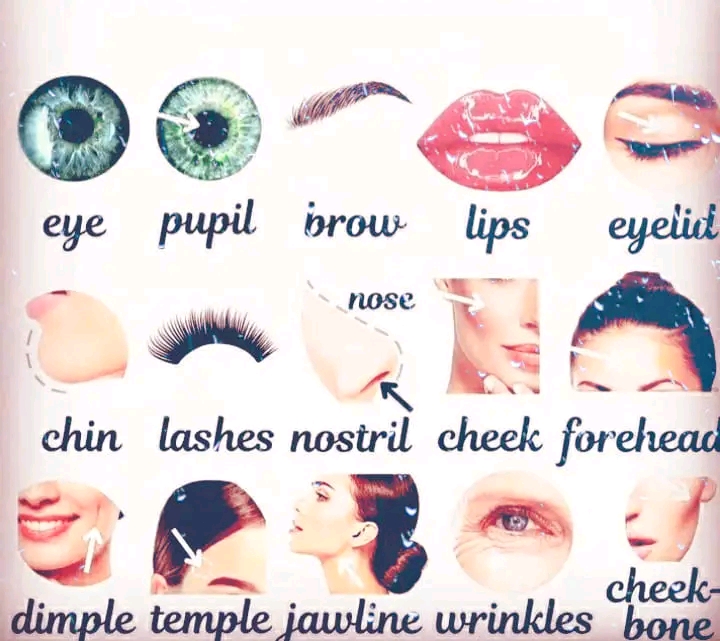 eye pupil brow lips eyelid
nose
chin lashes nostril cheek forehead
dimple temple jawline wrinkles cheek-
bone